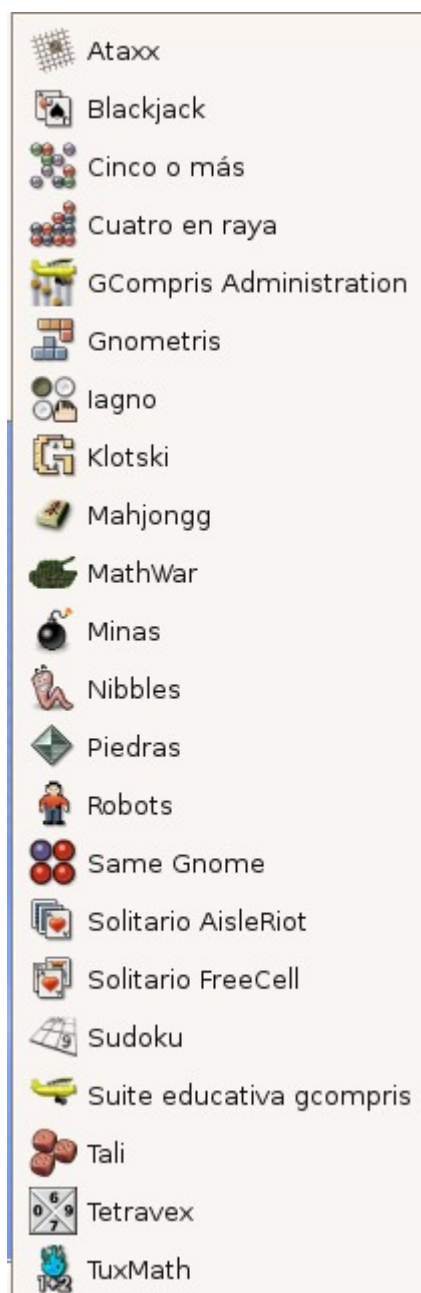 Ataxx
Blackjack
Cinco o más
Cuatro en raya
GCompris Administration
Gnometris
Iagno
Klotski
Mahjongg
MathWar
Minas
Nibbles
Piedras
Robots
Same Gnome
Solitario AisleRiot
Solitario FreeCell
Sudoku
Suite educativa gcompris
Tali
Tetravex
TuxMath